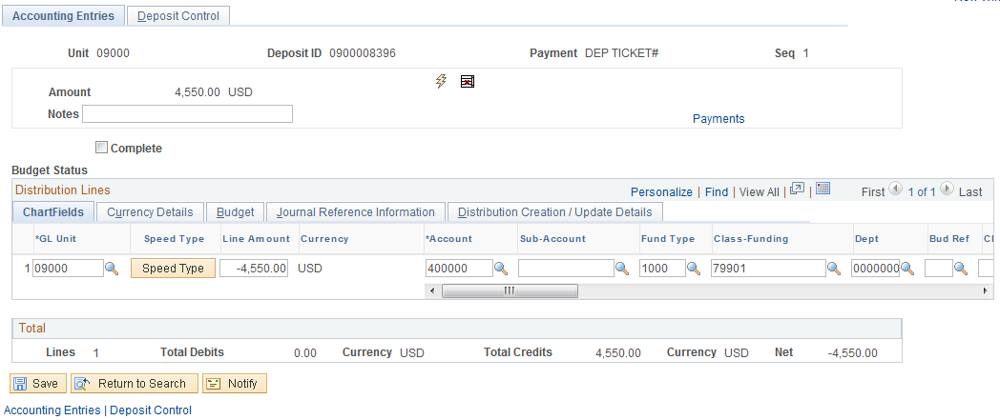 Accounting Entries Deposit Control
Unit 09000 Deposit ID 0900008396 Payment DEP TICKET# Seq 1
Amount 4,550.00 USD
Notes
Payments
Complete
Budget Status
Distribution Lines Personalize | Find | View All | | First 1 of 1 Last
ChartFields Currency Details Budget Journal Reference Information Distribution Creation / Update Details
*GL Unit Speed Type Line Amount Currency *Account Sub-Account Fund Type Class-Funding Dept Bud Ref Cl
1 09000 Speed Type -4,550.00 USD 400000 1000 79901 0000000
Total
Lines 1 Total Debits 0.00 Currency USD Total Credits 4,550.00 Currency USD Net -4,550.00
Save Return to Search Notify
Accounting Entries | Deposit Control